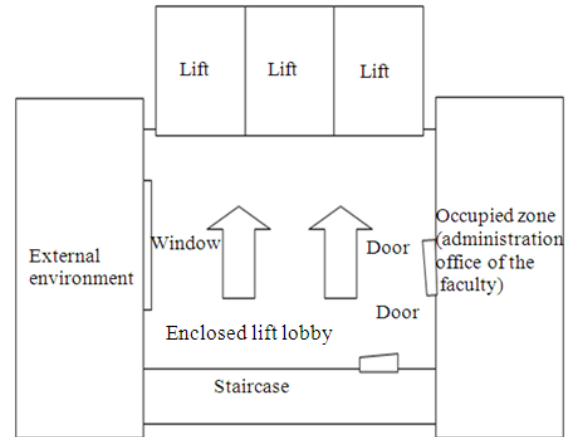 Lift
Lift
Lift
Window
Door
Occupied zone
(administration
office of the
faculty)
External
environment
Door
Enclosed lift lobby
Staircase